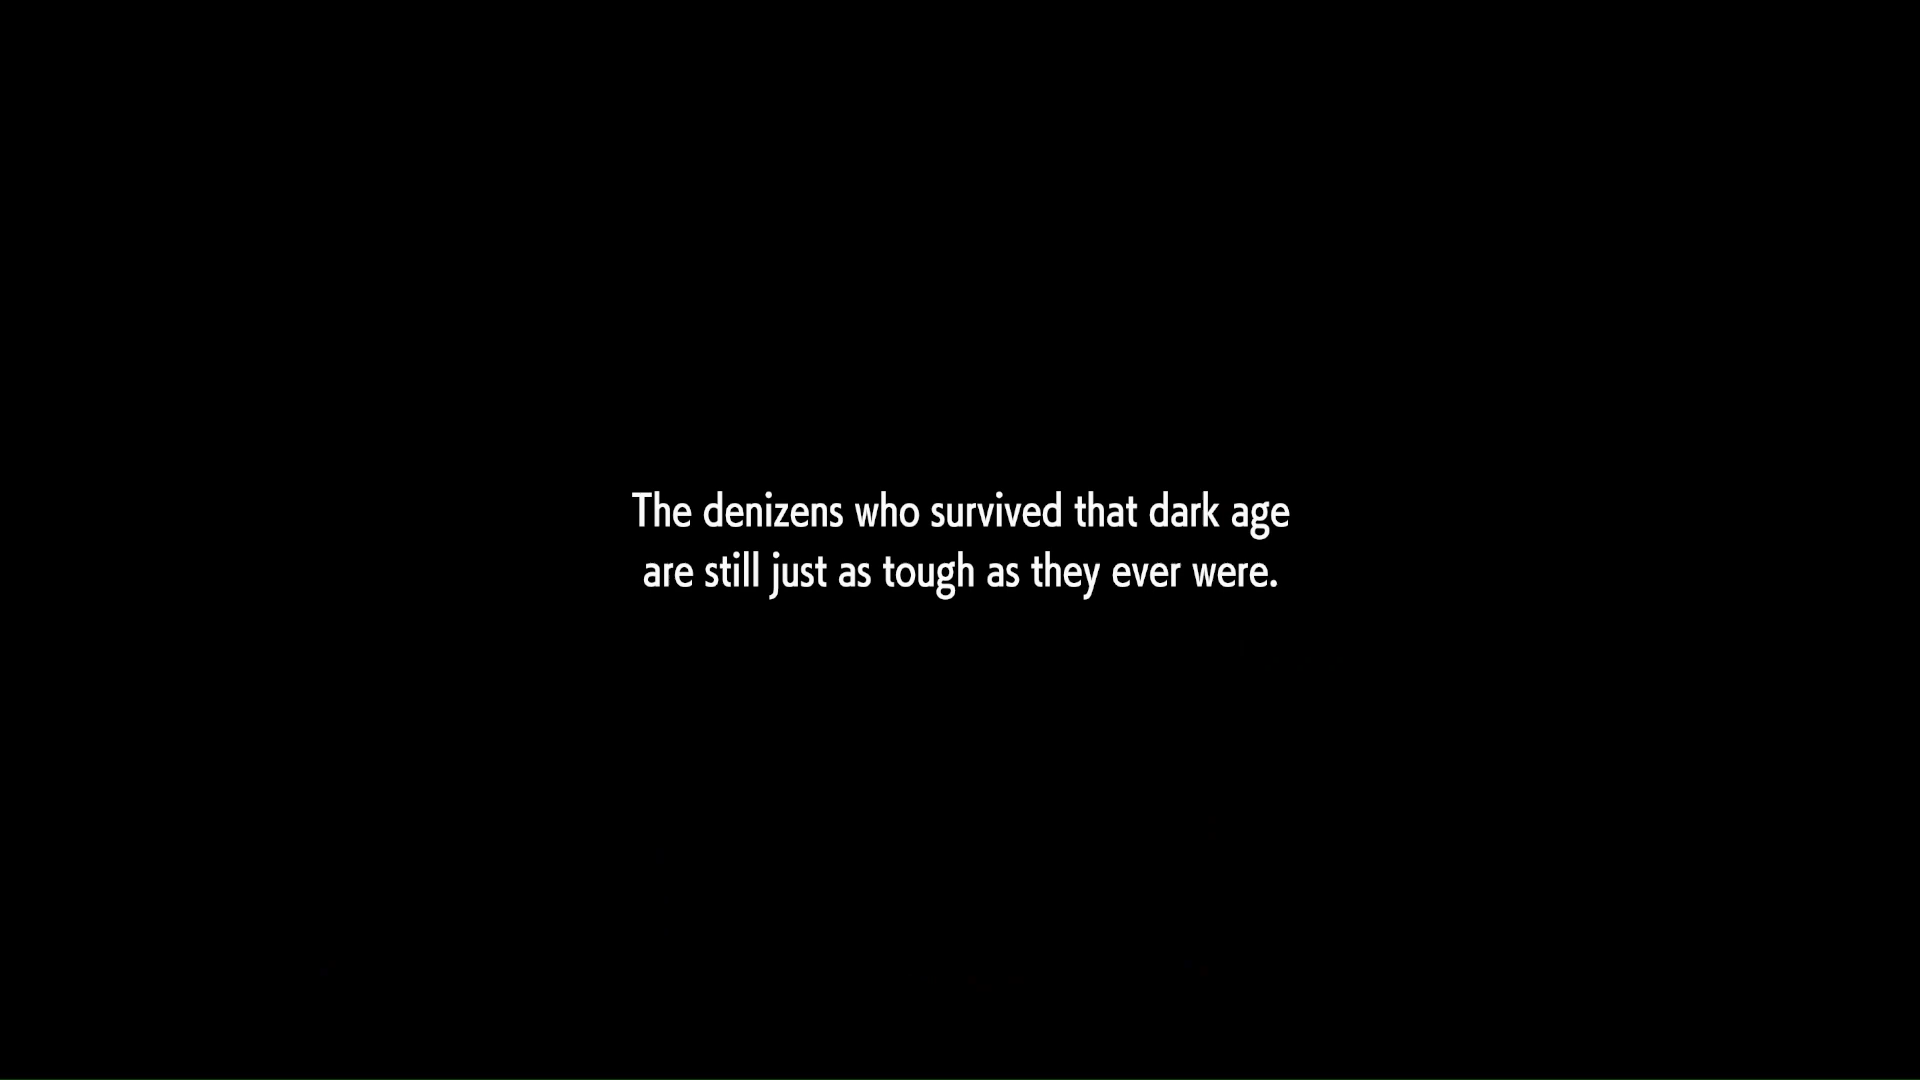 The denizens who survived that dark age
are still just as tough as they ever were.